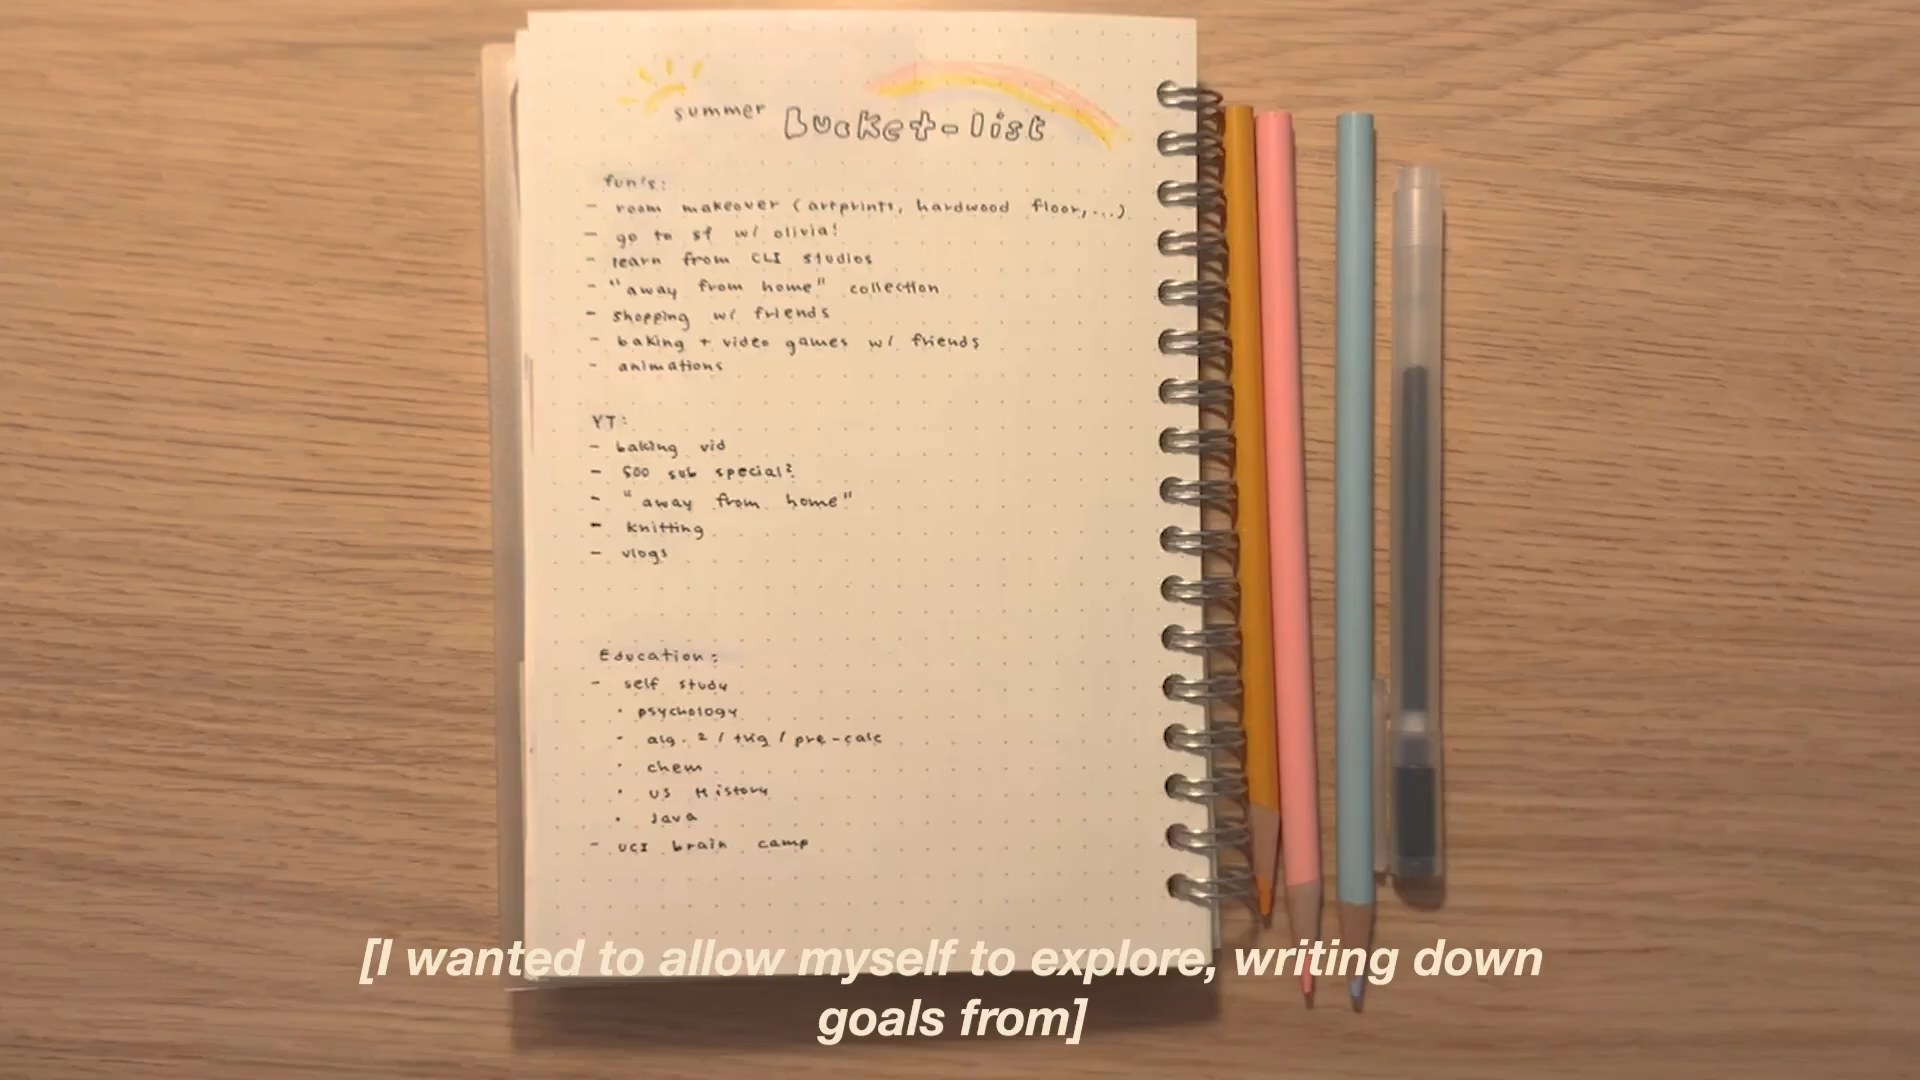 summer bucket-list
fun's:
- room makeover (artprints, hardwood floor,...)
- go to sf w/ olivia!
- learn from CLI studios
- "away from home" collection
- shopping w/ friends
- baking + video games w/ friends
- animations
YT:
- baking vid
- 500 sub special?
- "away from home"
- knitting
- vlogs
Education:
- self study
· psychology
· alg. 2 / trig / pre-calc
· chem
· US History
· Java
- UCI brain camp
[I wanted to allow myself to explore, writing down
goals from]